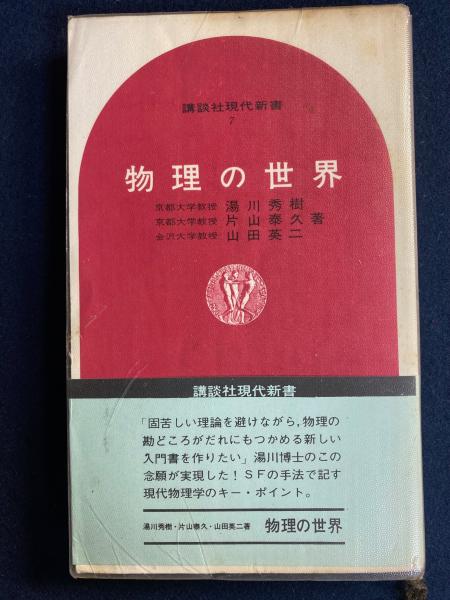 講談社現代新書
7
物理の世界
京都大学教授 湯川秀樹
京都大学教授 片山泰久著
金沢大学教授 山田英二
講談社現代新書
「固苦しい理論を避けながら,物理の
勘どころがだれにもつかめる新しい
入門書を作りたい」湯川博士のこの
念願が実現した！ＳＦの手法で記す
現代物理学のキー・ポイント。
湯川秀樹・片山泰久・山田英二著 物理の世界